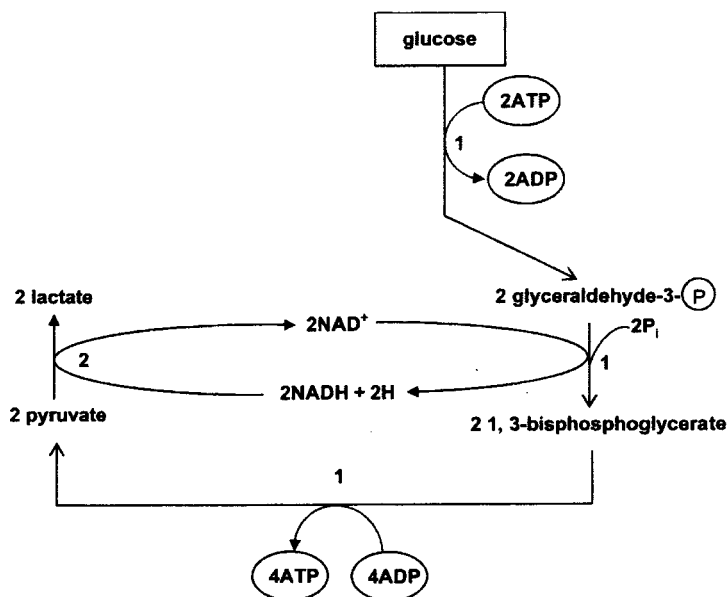 glucose
2ATP
1
2ADP
2 lactate
2NAD+
2 glyceraldehyde-3-P
2Pi
2
1
2NADH + 2H
2 pyruvate
2 1, 3-bisphosphoglycerate
1
4ATP
4ADP